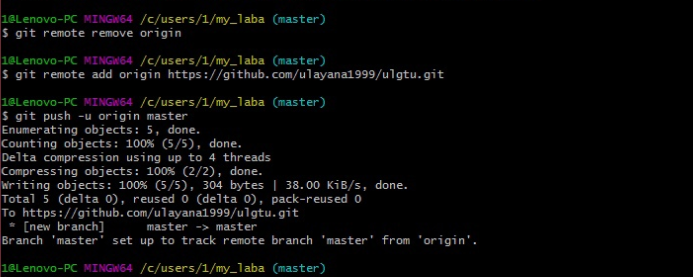 1@Lenovo-PC MINGW64 /c/users/1/my_laba (master)
$ git remote remove origin
1@Lenovo-PC MINGW64 /c/users/1/my_laba (master)
$ git remote add origin https://github.com/ulayana1999/ulgtu.git
1@Lenovo-PC MINGW64 /c/users/1/my_laba (master)
$ git push -u origin master
Enumerating objects: 5, done.
Counting objects: 100% (5/5), done.
Delta compression using up to 4 threads
Compressing objects: 100% (2/2), done.
Writing objects: 100% (5/5), 304 bytes | 38.00 KiB/s, done.
Total 5 (delta 0), reused 0 (delta 0), pack-reused 0
To https://github.com/ulayana1999/ulgtu.git
 * [new branch]      master -> master
Branch 'master' set up to track remote branch 'master' from 'origin'.
1@Lenovo-PC MINGW64 /c/users/1/my_laba (master)